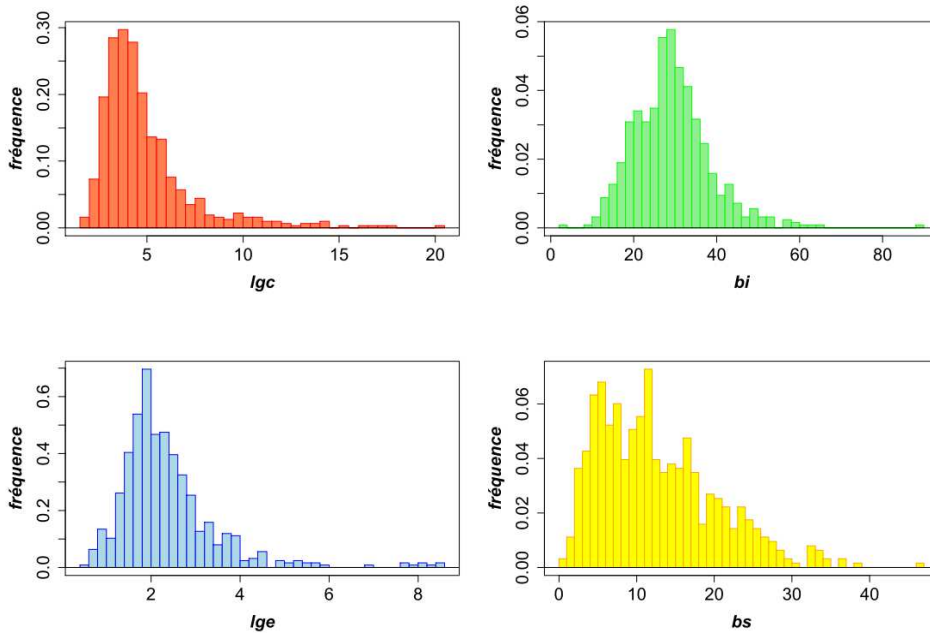 fréquence
0.00 0.10 0.20 0.30
5 10 15 20
lgc
fréquence
0.00 0.02 0.04 0.06
0 20 40 60 80
bi
fréquence
0.0 0.2 0.4 0.6
2 4 6 8
lge
fréquence
0.00 0.02 0.04 0.06
0 10 20 30 40
bs